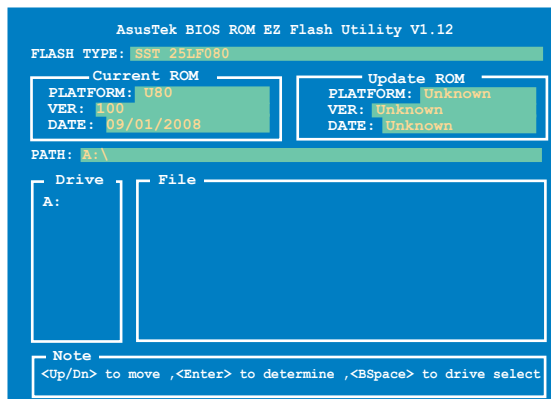 AsusTek BIOS ROM EZ Flash Utility V1.12
FLASH TYPE: SST 25LF080
Current ROM
PLATFORM: U80
VER: 100
DATE: 09/01/2008
Update ROM
PLATFORM: Unknown
VER: Unknown
DATE: Unknown
PATH: A:\
Drive
A:
File
Note
<Up/Dn> to move ,<Enter> to determine ,<BSpace> to drive select